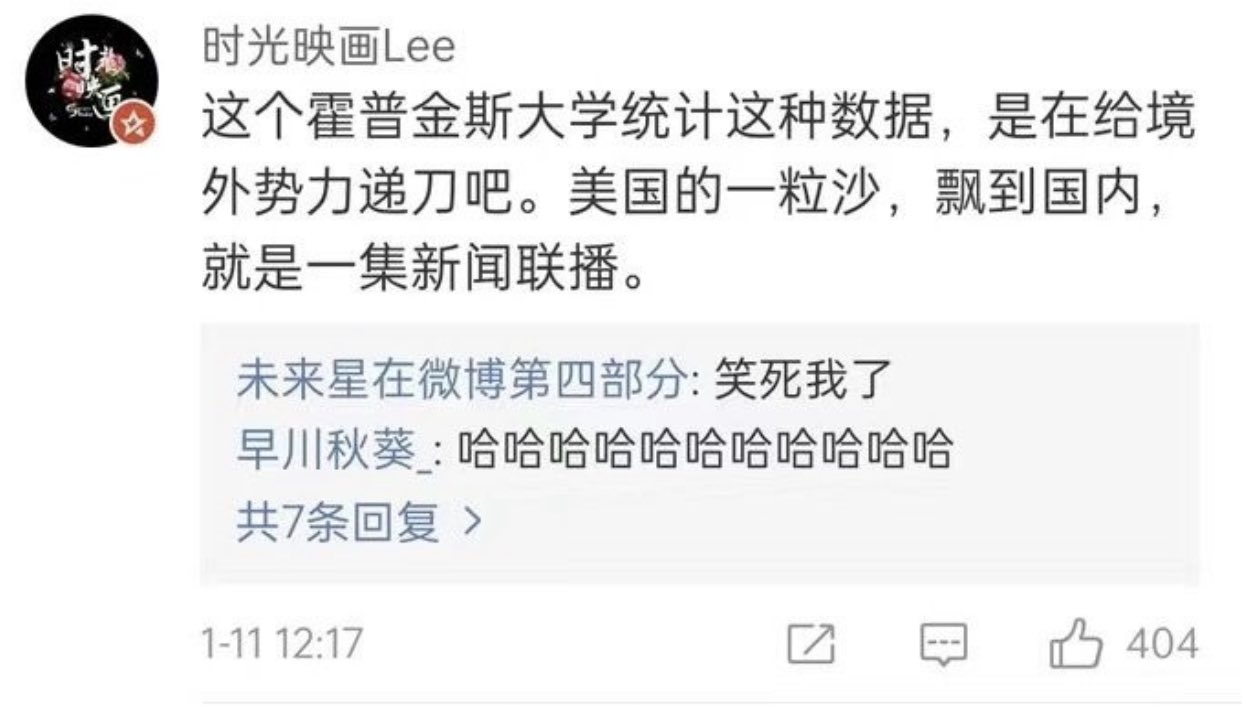 时光映画
时光映画Lee
这个霍普金斯大学统计这种数据，是在给境
外势力递刀吧。美国的一粒沙，飘到国内，
就是一集新闻联播。
未来星在微博第四部分: 笑死我了
早川秋葵_: 哈哈哈哈哈哈哈哈哈哈哈
共7条回复 >
1-11 12:17
404